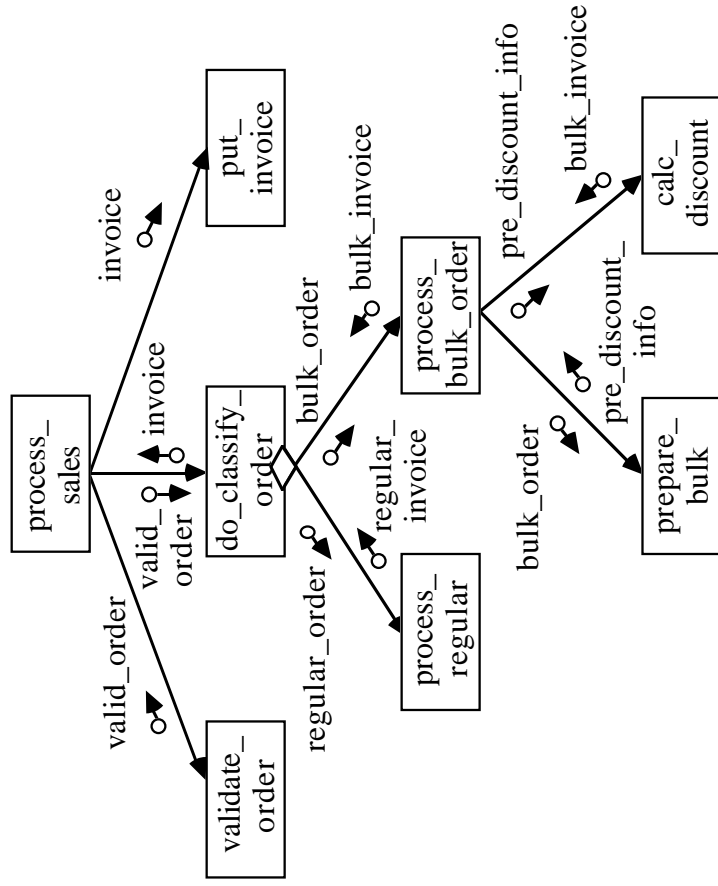 process_
sales
valid_order
valid_
order
invoice
invoice
validate_
order
do_classify_
order
put_
invoice
regular_order
regular_
invoice
bulk_order
bulk_invoice
process_
regular
process_
bulk_order
bulk_order
pre_discount_
info
pre_discount_info
bulk_invoice
prepare_
bulk
calc_
discount